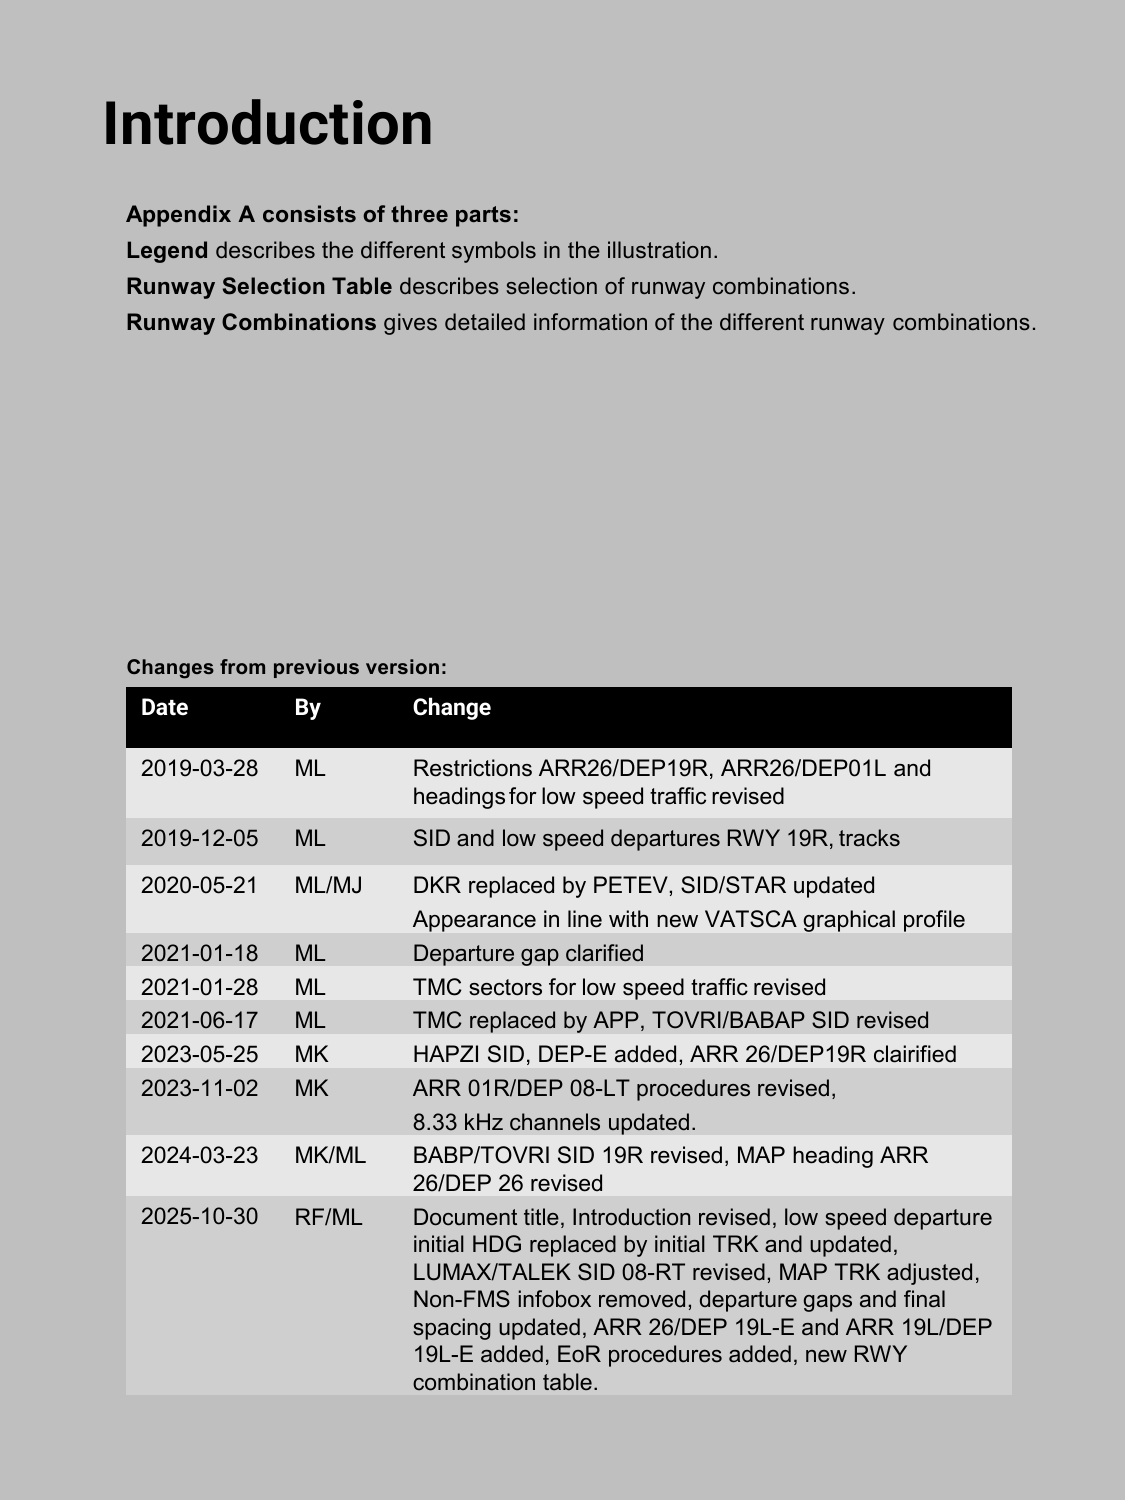 Introduction
Appendix A consists of three parts:
Legend describes the different symbols in the illustration.
Runway Selection Table describes selection of runway combinations.
Runway Combinations gives detailed information of the different runway combinations.
Changes from previous version:
Date By Change
2019-03-28 ML Restrictions ARR26/DEP19R, ARR26/DEP01L and
headings for low speed traffic revised
2019-12-05 ML SID and low speed departures RWY 19R, tracks
2020-05-21 ML/MJ DKR replaced by PETEV, SID/STAR updated
Appearance in line with new VATSCA graphical profile
2021-01-18 ML Departure gap clarified
2021-01-28 ML TMC sectors for low speed traffic revised
2021-06-17 ML TMC replaced by APP, TOVRI/BABAP SID revised
2023-05-25 MK HAPZI SID, DEP-E added, ARR 26/DEP19R clairified
2023-11-02 MK ARR 01R/DEP 08-LT procedures revised,
8.33 kHz channels updated.
2024-03-23 MK/ML BABP/TOVRI SID 19R revised, MAP heading ARR
26/DEP 26 revised
2025-10-30 RF/ML Document title, Introduction revised, low speed departure
initial HDG replaced by initial TRK and updated,
LUMAX/TALEK SID 08-RT revised, MAP TRK adjusted,
Non-FMS infobox removed, departure gaps and final
spacing updated, ARR 26/DEP 19L-E and ARR 19L/DEP
19L-E added, EoR procedures added, new RWY
combination table.